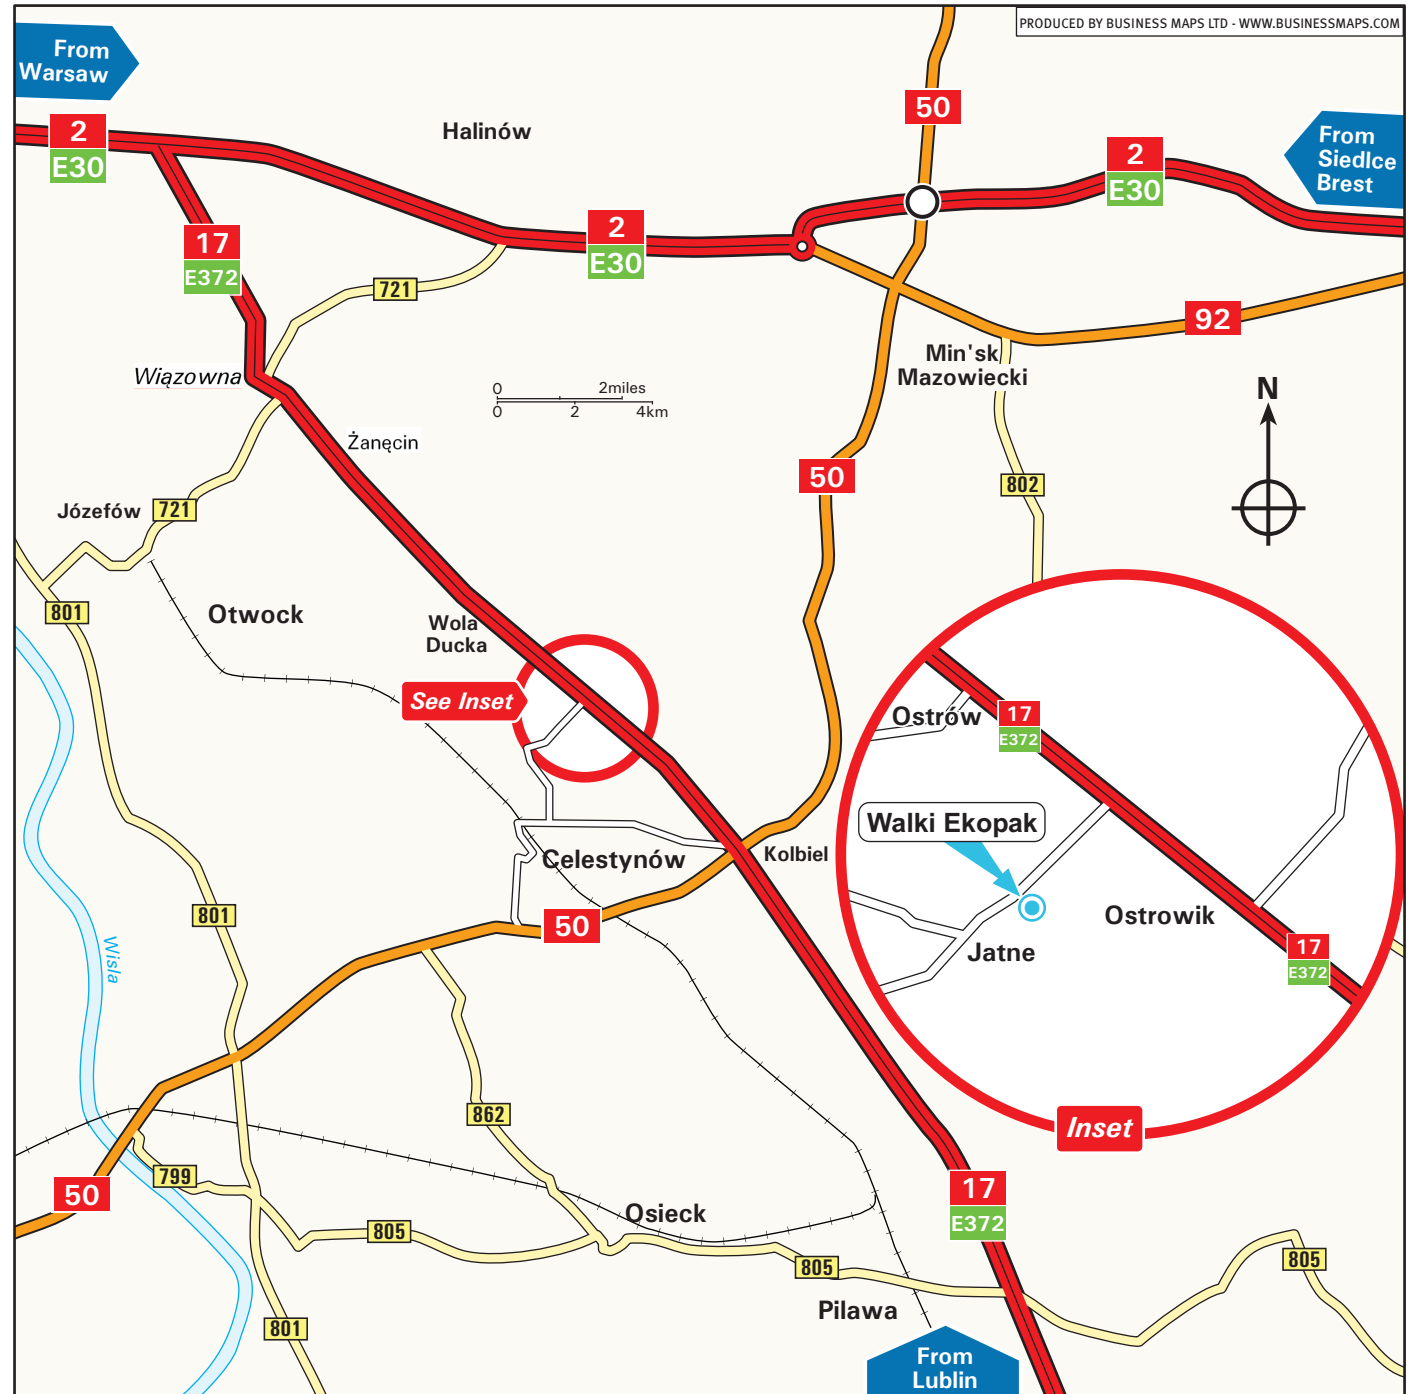 PRODUCED BY BUSINESS MAPS LTD - WWW.BUSINESSMAPS.COM
From
Warsaw
2
E30
Halinów
50
2
E30
From
Siedlce
Brest
17
E372
2
E30
721
92
Min'sk
Mazowiecki
Wiązowna
0
2miles
0
2
4km
N
Żanęcin
50
802
Józefów
721
801
Otwock
Wola
Ducka
See Inset
Ostrów
17
E372
Walki Ekopak
Celestynów
Kolbiel
50
801
Ostrowik
Jatne
17
E372
Wisla
862
Inset
799
50
17
E372
Osieck
805
805
805
Pilawa
801
From
Lublin